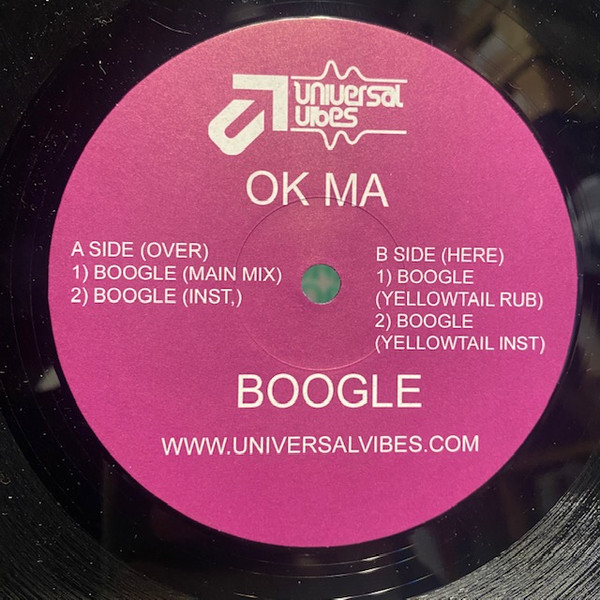 UNIVERSAL
VIBES
OK MA
A SIDE (OVER)
1) BOOGLE (MAIN MIX)
2) BOOGLE (INST,)
B SIDE (HERE)
1) BOOGLE
(YELLOWTAIL RUB)
2) BOOGLE
(YELLOWTAIL INST)
BOOGLE
WWW.UNIVERSALVIBES.COM